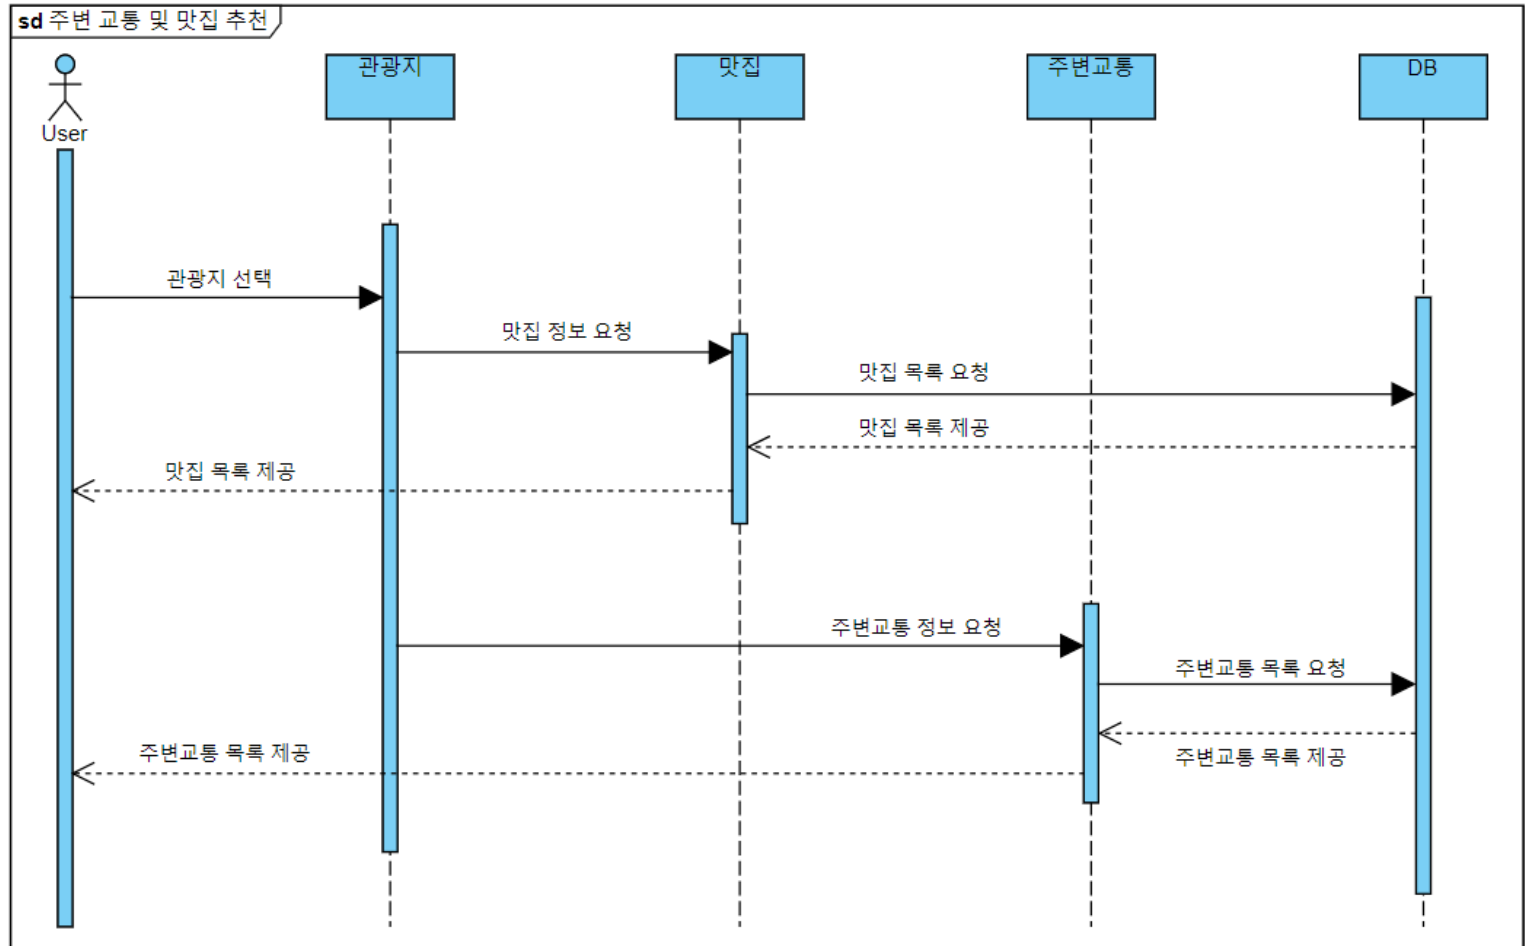 sd 주변 교통 및 맛집 추천
User
관광지
맛집
주변교통
DB
관광지 선택
맛집 정보 요청
맛집 목록 요청
맛집 목록 제공
맛집 목록 제공
주변교통 정보 요청
주변교통 목록 요청
주변교통 목록 제공
주변교통 목록 제공